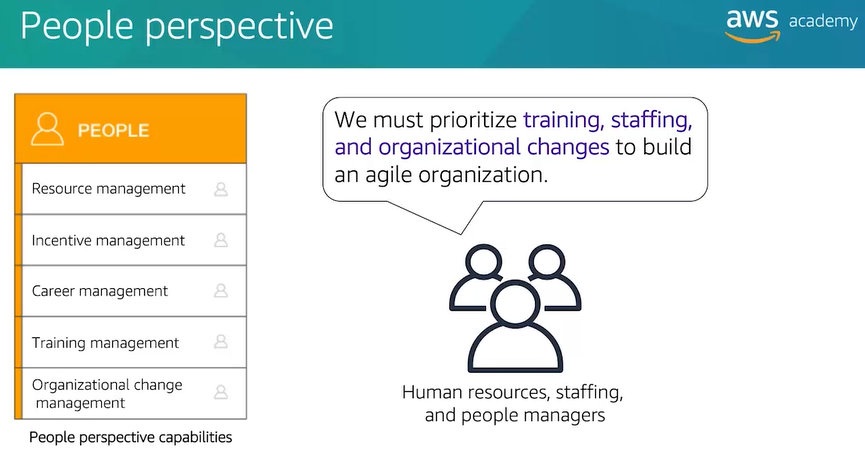 People perspective
aws academy
PEOPLE
Resource management
Incentive management
Career management
Training management
Organizational change
management
People perspective capabilities
We must prioritize training, staffing,
and organizational changes to build
an agile organization.
Human resources, staffing,
and people managers